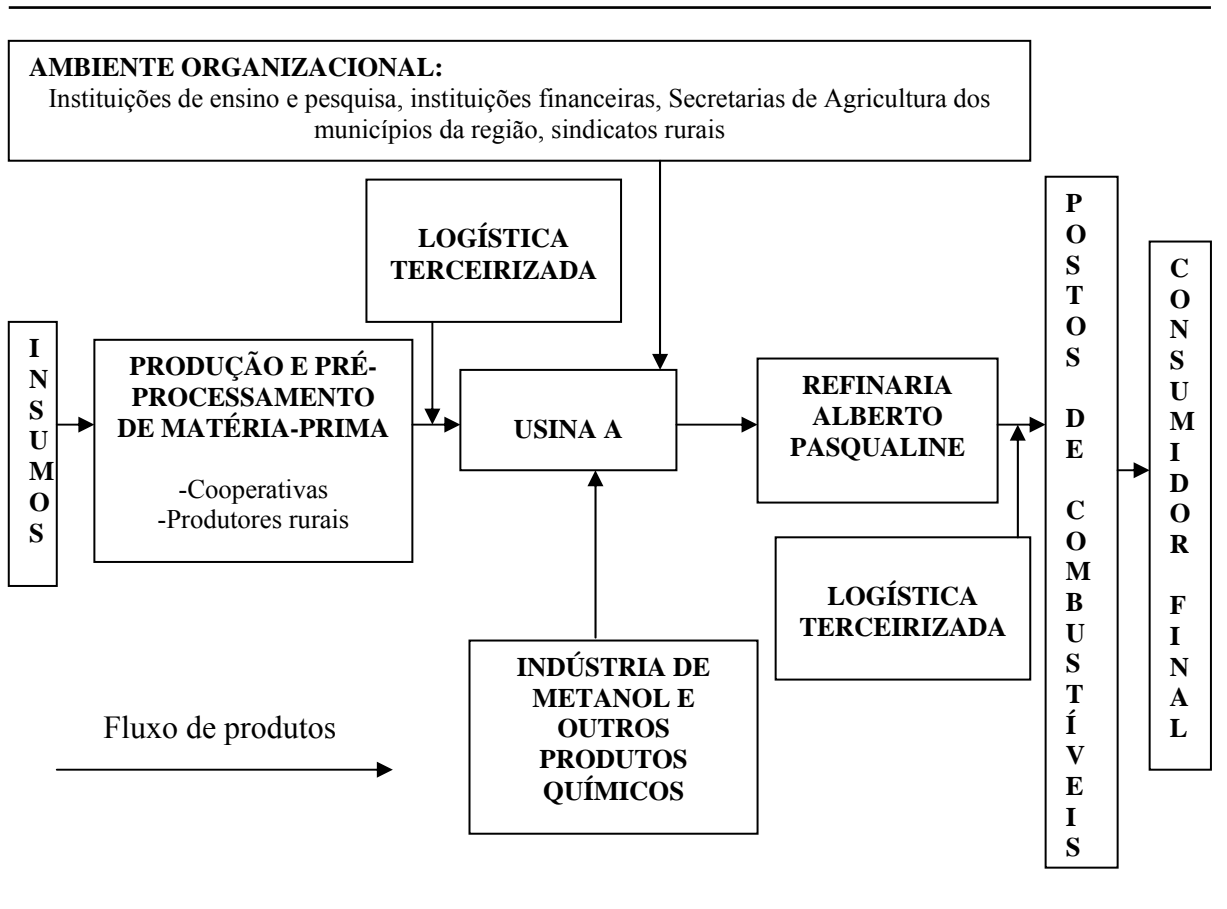 AMBIENTE ORGANIZACIONAL:
Instituições de ensino e pesquisa, instituições financeiras, Secretarias de Agricultura dos
municípios da região, sindicatos rurais
LOGÍSTICA
TERCEIRIZADA
INSUMOS
PRODUÇÃO E PRÉ-
PROCESSAMENTO
DE MATÉRIA-PRIMA
-Cooperativas
-Produtores rurais
USINA A
REFINARIA
ALBERTO
PASQUALINE
LOGÍSTICA
TERCEIRIZADA
POSTOS DE COMBUSTÍVEIS
CONSUMIDOR FINAL
INDÚSTRIA DE
METANOL E
OUTROS
PRODUTOS
QUÍMICOS
Fluxo de produtos